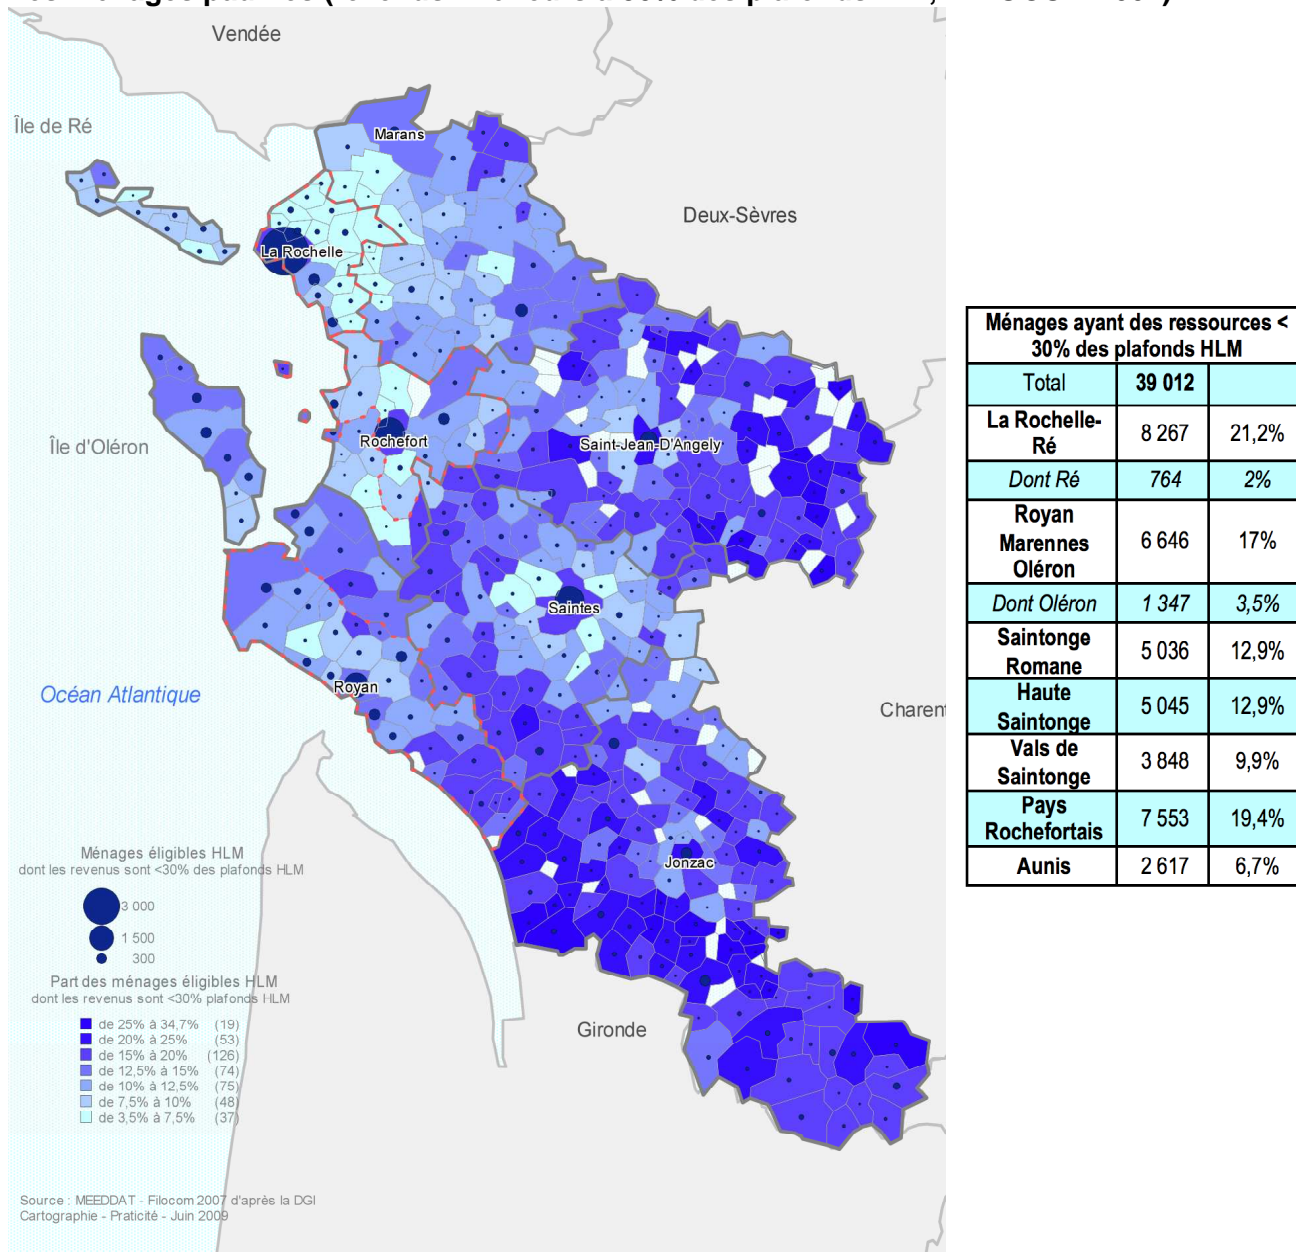 Vendée
Île de Ré
Marans
Deux-Sèvres
La Rochelle
Île d'Oléron
Rochefort
Saint-Jean-D'Angely
Saintes
Océan Atlantique
Royan
Charen
Jonzac
Gironde
Ménages éligibles HLM
dont les revenus sont <30% des plafonds HLM
3 000
1 500
300
Part des ménages éligibles HLM
dont les revenus sont <30% plafonds HLM
de 25% à 34,7% (19)
de 20% à 25% (53)
de 15% à 20% (126)
de 12,5% à 15% (74)
de 10% à 12,5% (75)
de 7,5% à 10% (48)
de 3,5% à 7,5% (37)
Source : MEEDDAT - Filocom 2007 d'après la DGI
Cartographie - Praticité - Juin 2009
Ménages ayant des ressources <
30% des plafonds HLM
Total 39 012
La Rochelle-
Ré 8 267 21,2%
Dont Ré 764 2%
Royan
Marennes
Oléron 6 646 17%
Dont Oléron 1 347 3,5%
Saintonge
Romane 5 036 12,9%
Haute
Saintonge 5 045 12,9%
Vals de
Saintonge 3 848 9,9%
Pays
Rochefortais 7 553 19,4%
Aunis 2 617 6,7%